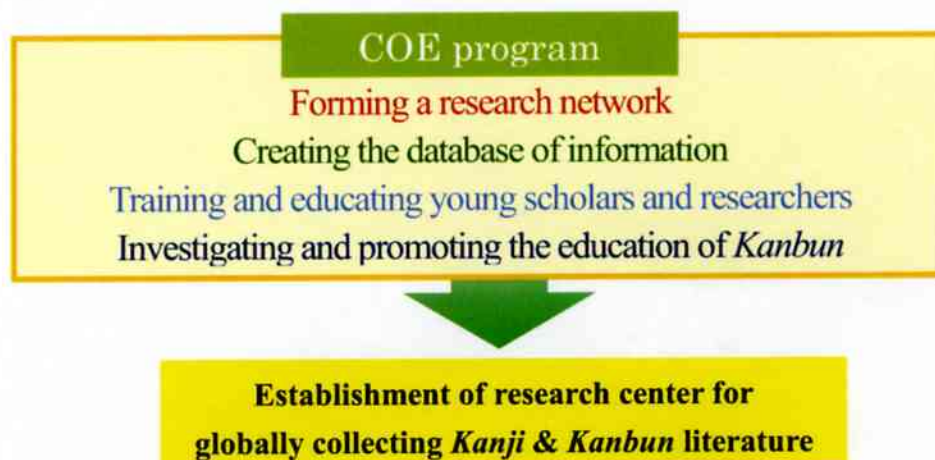 COE program
Forming a research network
Creating the database of information
Training and educating young scholars and researchers
Investigating and promoting the education of Kanbun
Establishment of research center for
globally collecting Kanji & Kanbun literature